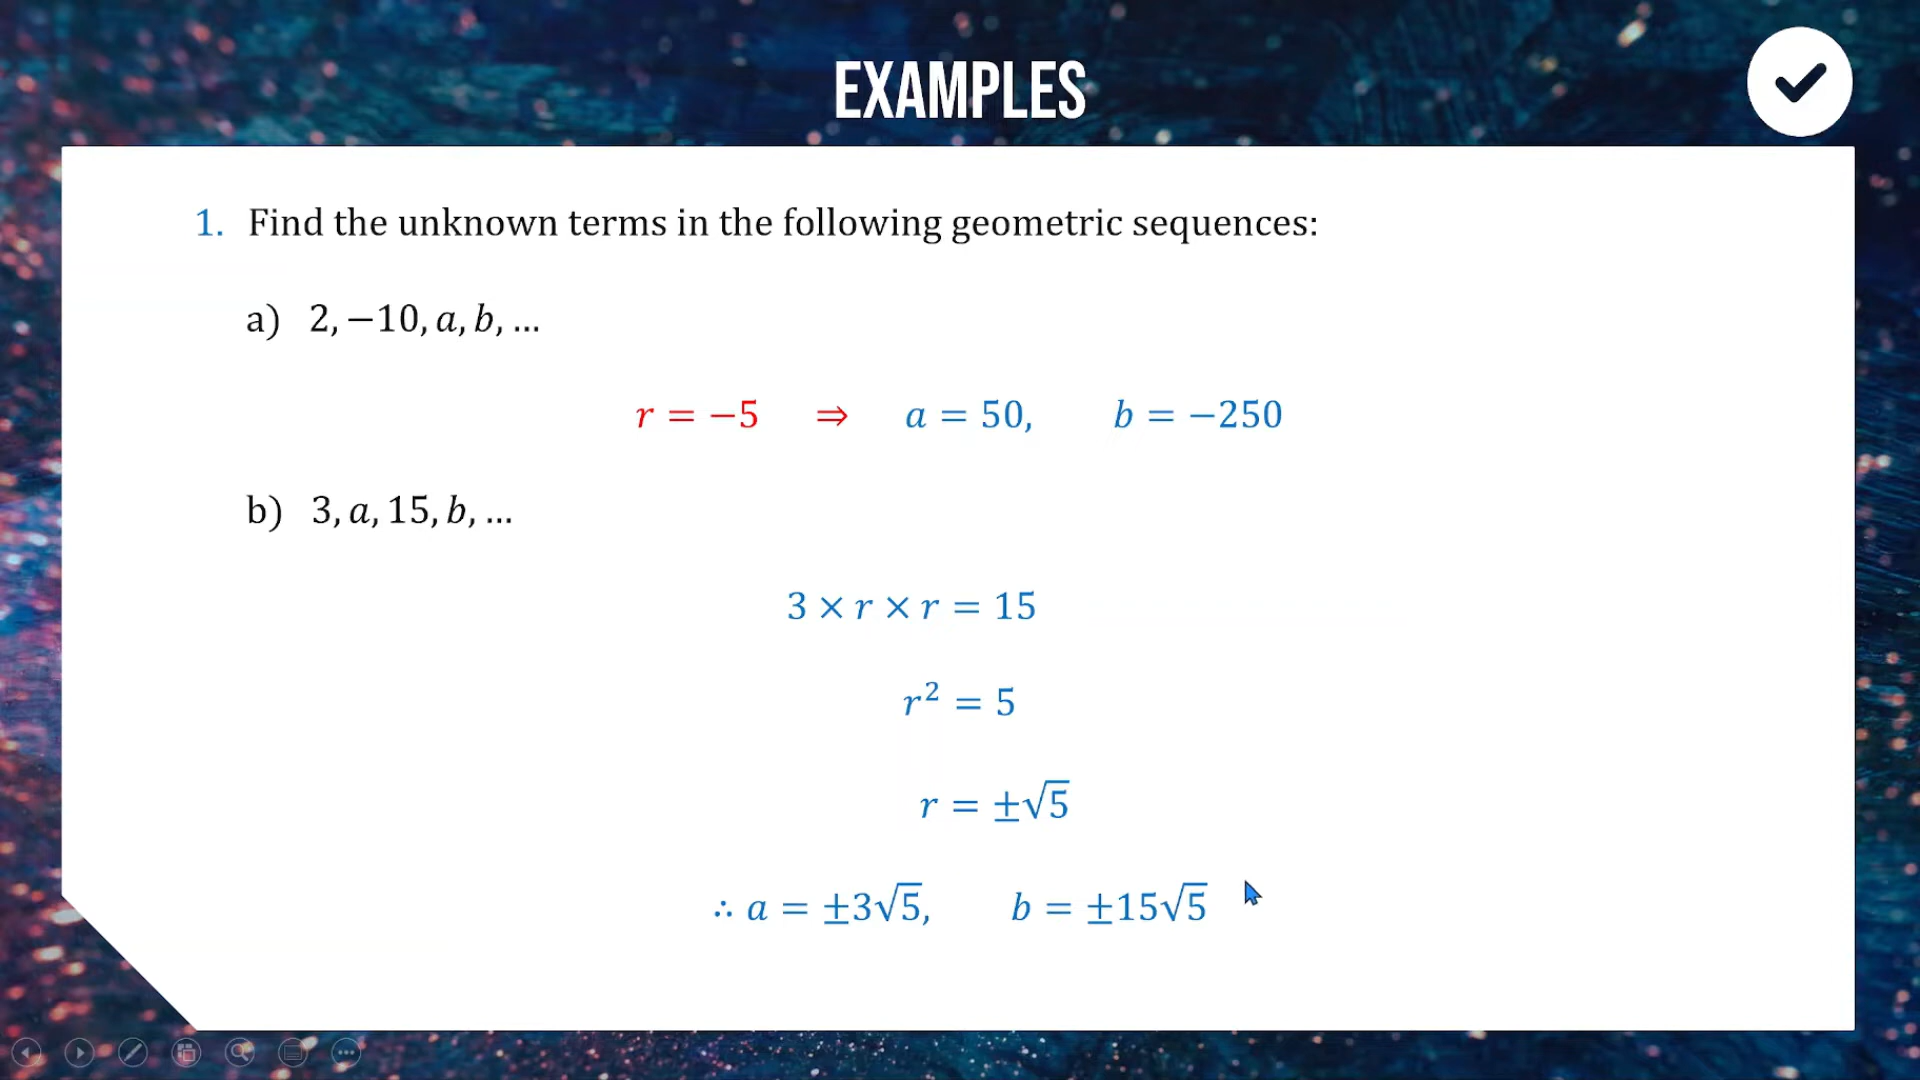 EXAMPLES
1. Find the unknown terms in the following geometric sequences:
a) 2, −10, a, b, …
r = −5 ⇒ a = 50, b = −250
b) 3, a, 15, b, …
3 × r × r = 15
r² = 5
r = ±√5
∴ a = ±3√5, b = ±15√5